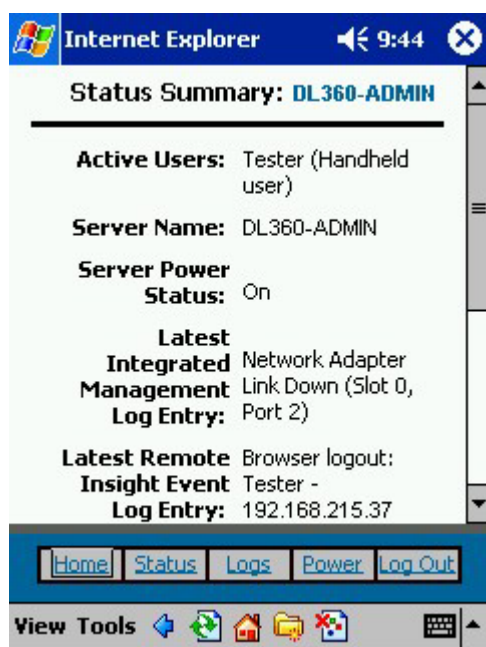 Internet Explorer 9:44
Status Summary: DL360-ADMIN
Active Users: Tester (Handheld
user)
Server Name: DL360-ADMIN
Server Power
Status: On
Latest
Integrated Network Adapter
Management Link Down (Slot 0,
Log Entry: Port 2)
Latest Remote Browser logout:
Insight Event Tester -
Log Entry: 192.168.215.37
Home Status Logs Power Log Out
View Tools